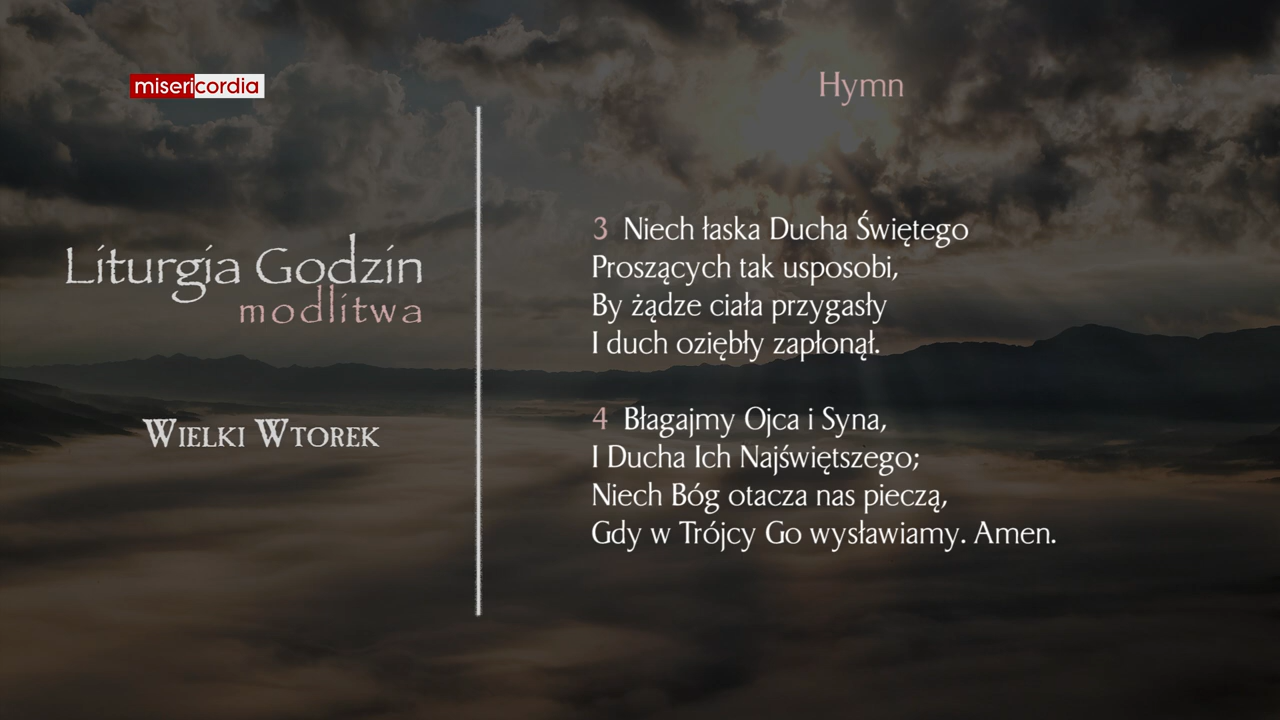 misericordia
Liturgia Godzin
modlitwa
Wielki Wtorek
Hymn
3 Niech łaska Ducha Świętego
Proszących tak usposobi,
By żądze ciała przygasły
I duch oziębły zapłonął.
4 Błagajmy Ojca i Syna,
I Ducha Ich Najświętszego;
Niech Bóg otacza nas pieczą,
Gdy w Trójcy Go wysławiamy. Amen.